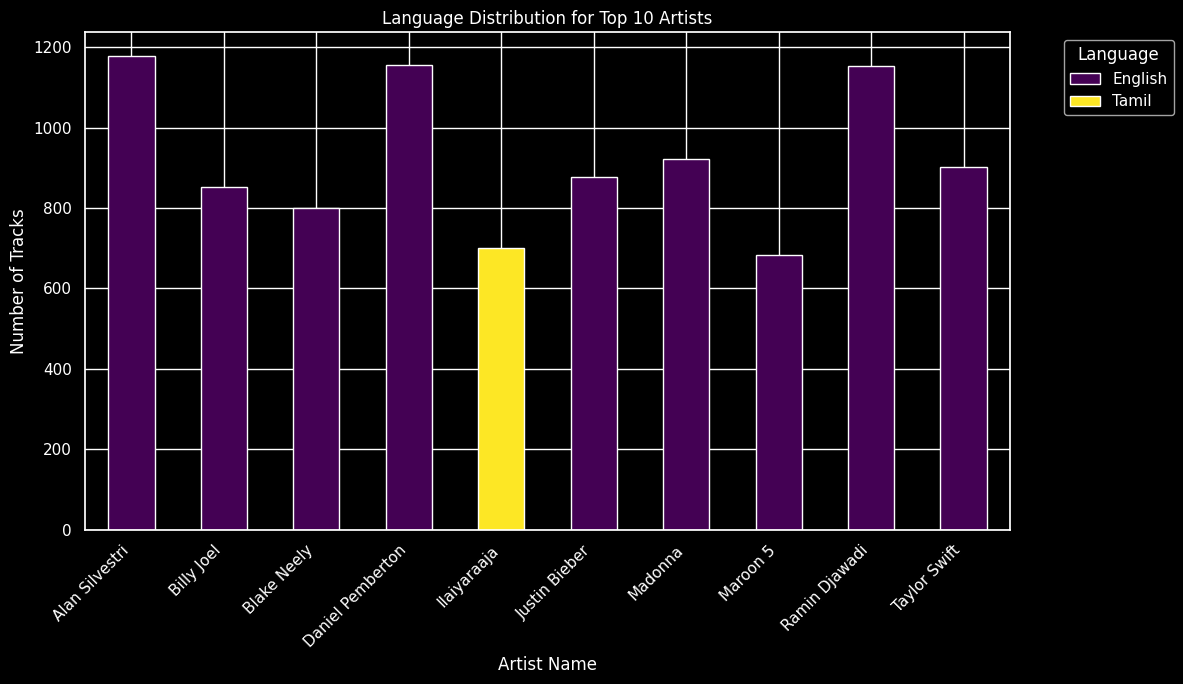 Language Distribution for Top 10 Artists
Number of Tracks
1200
1000
800
600
400
200
0
Alan Silvestri
Billy Joel
Blake Neely
Daniel Pemberton
Ilaiyaraaja
Justin Bieber
Madonna
Maroon 5
Ramin Djawadi
Taylor Swift
Artist Name
Language
English
Tamil